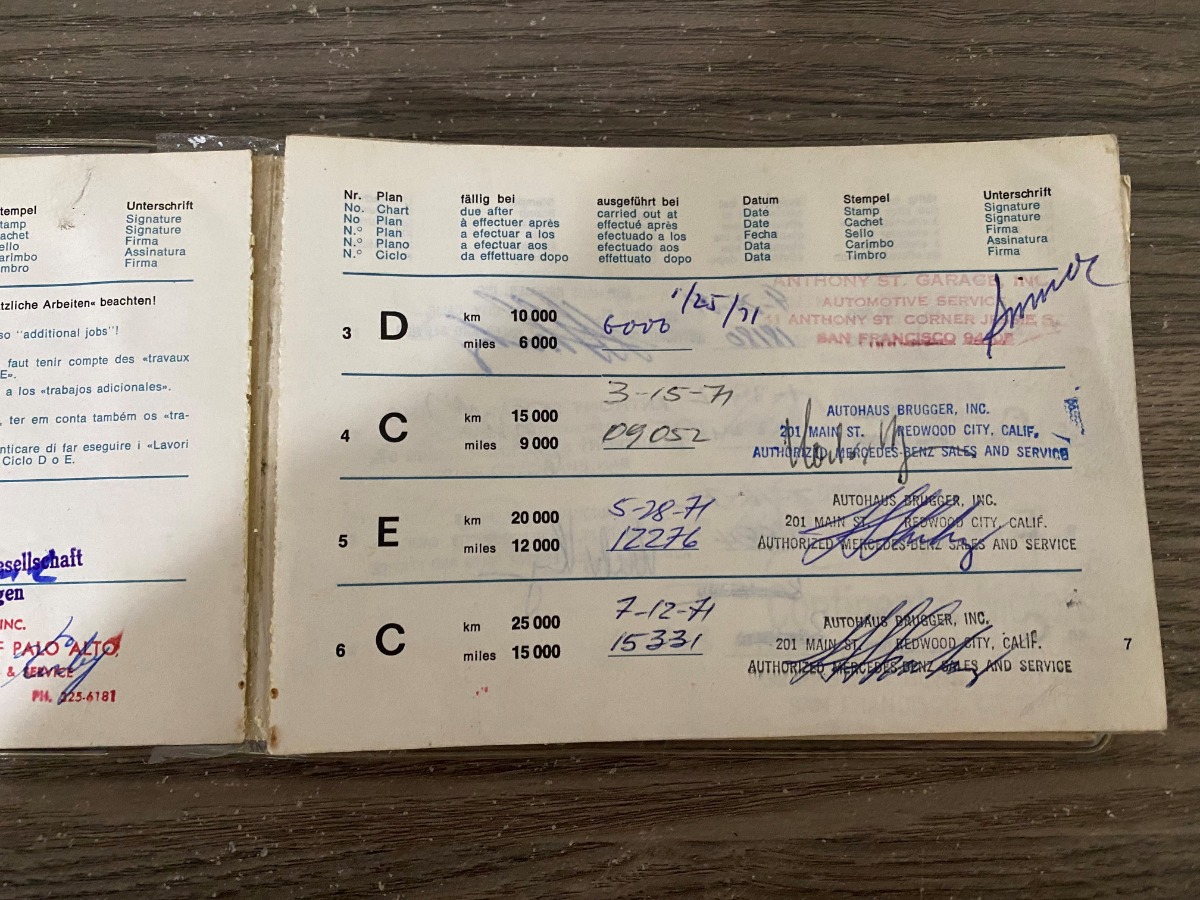 tempel
Stamp
Cachet
Sello
Carimbo
Timbro
Unterschrift
Signature
Signature
Firma
Assinatura
Firma
tzliche Arbeiten« beachten!
so "additional jobs"!
faut tenir compte des «travaux
E».
a los «trabajos adicionales».
, ter em conta também os «tra-
nticare di far eseguire i «Lavori
Ciclo D o E.
esellschaft
gen
INC.
F PALO ALTO,
& SERVICE
PH. 325-6181
Nr. Plan
No. Chart
No Plan
N.° Plan
N.° Plano
N.° Ciclo
fällig bei
due after
à effectuer après
a efectuar a los
a efectuar aos
da effettuare dopo
ausgeführt bei
carried out at
effectué après
efectuado a los
efectuado aos
effettuato dopo
Datum
Date
Date
Fecha
Data
Data
Stempel
Stamp
Cachet
Sello
Carimbo
Timbro
Unterschrift
Signature
Signature
Firma
Assinatura
Firma
3 D
km 10 000
miles 6 000
6000 1/25/71
ANTHONY ST. GARAGE INC.
AUTOMOTIVE SERVICE
41 ANTHONY ST. CORNER JESSIE S
SAN FRANCISCO
4 C
km 15 000
miles 9 000
3-15-71
09052
AUTOHAUS BRUGGER, INC.
201 MAIN ST. REDWOOD CITY, CALIF.
AUTHORIZED MERCEDES-BENZ SALES AND SERVICE
5 E
km 20 000
miles 12 000
5-28-71
12276
AUTOHAUS BRUGGER, INC.
201 MAIN ST. REDWOOD CITY, CALIF.
AUTHORIZED MERCEDES-BENZ SALES AND SERVICE
6 C
km 25 000
miles 15 000
7-12-71
15331
AUTOHAUS BRUGGER, INC.
201 MAIN ST. REDWOOD CITY, CALIF.
AUTHORIZED MERCEDES-BENZ SALES AND SERVICE
7